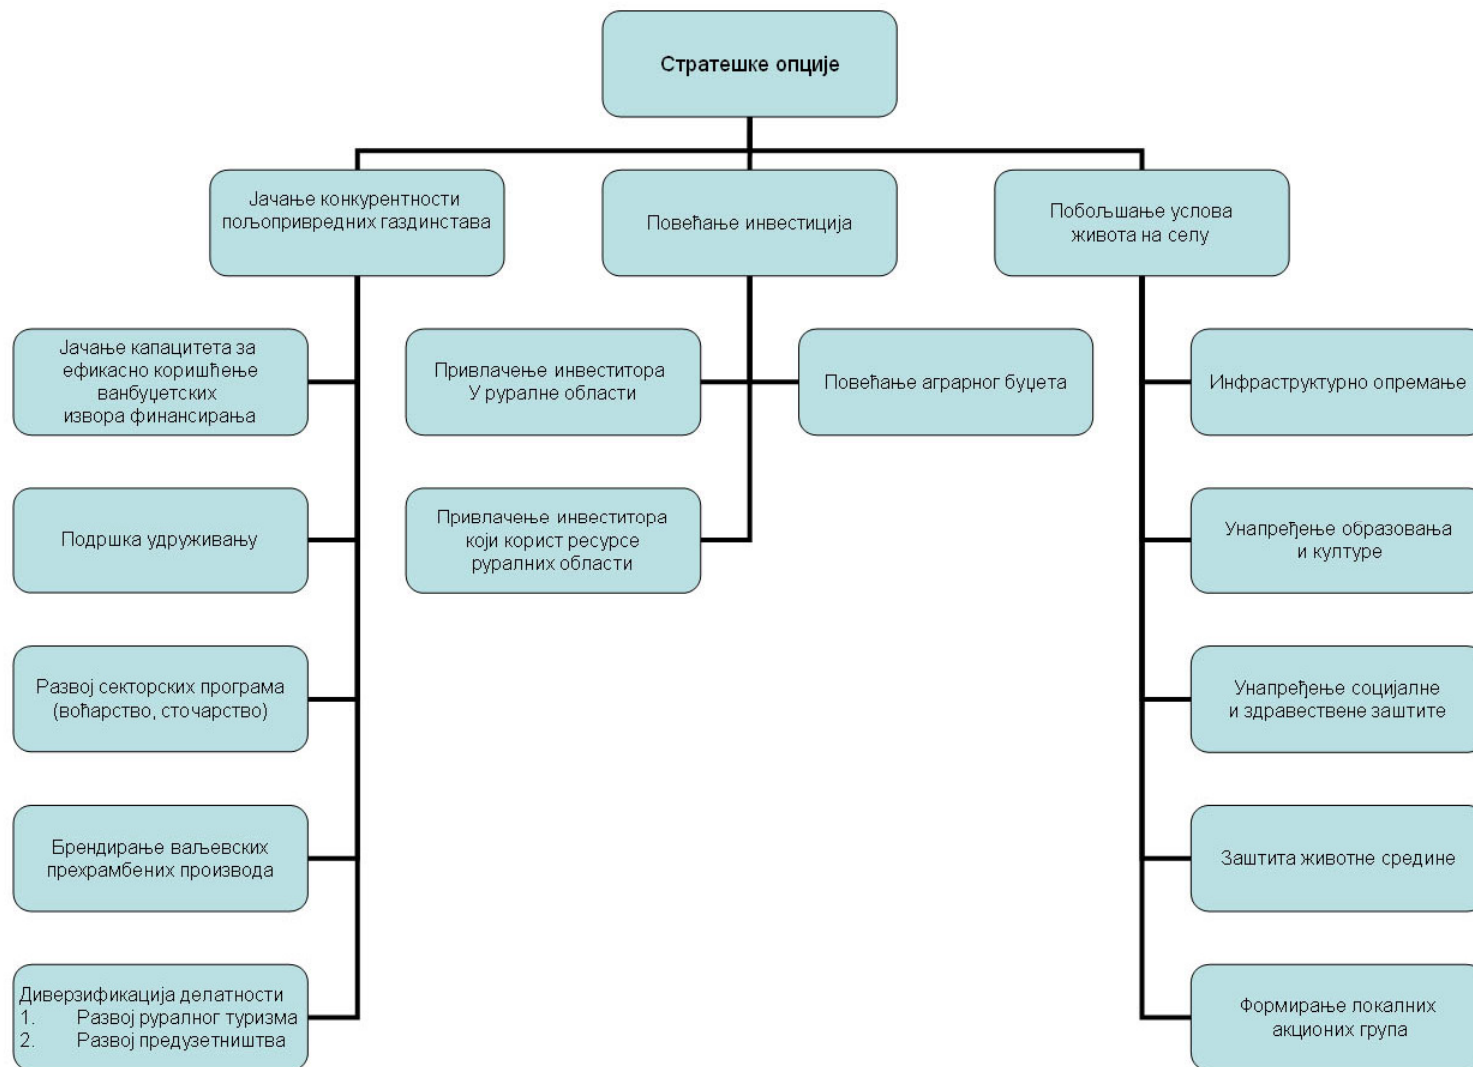 Стратешке опције
Јачање конкурентности
пољопривредних газдинстава
Повећање инвестиција
Побољшање услова
живота на селу
Јачање капацитета за
ефикасно коришћење
ванбуџетских
извора финансирања
Привлачење инвеститора
У руралне области
Повећање аграрног буџета
Инфраструктурно опремање
Подршка удруживању
Привлачење инвеститора
који корист ресурсе
руралних области
Унапређење образовања
и културе
Развој секторских програма
(воћарство, сточарство)
Унапређење социјалне
и здравествене заштите
Брендирање ваљевских
прехрамбених производа
Заштита животне средине
Диверзификација делатности
1. Развој руралног туризма
2. Развој предузетништва
Формирање локалних
акционих група